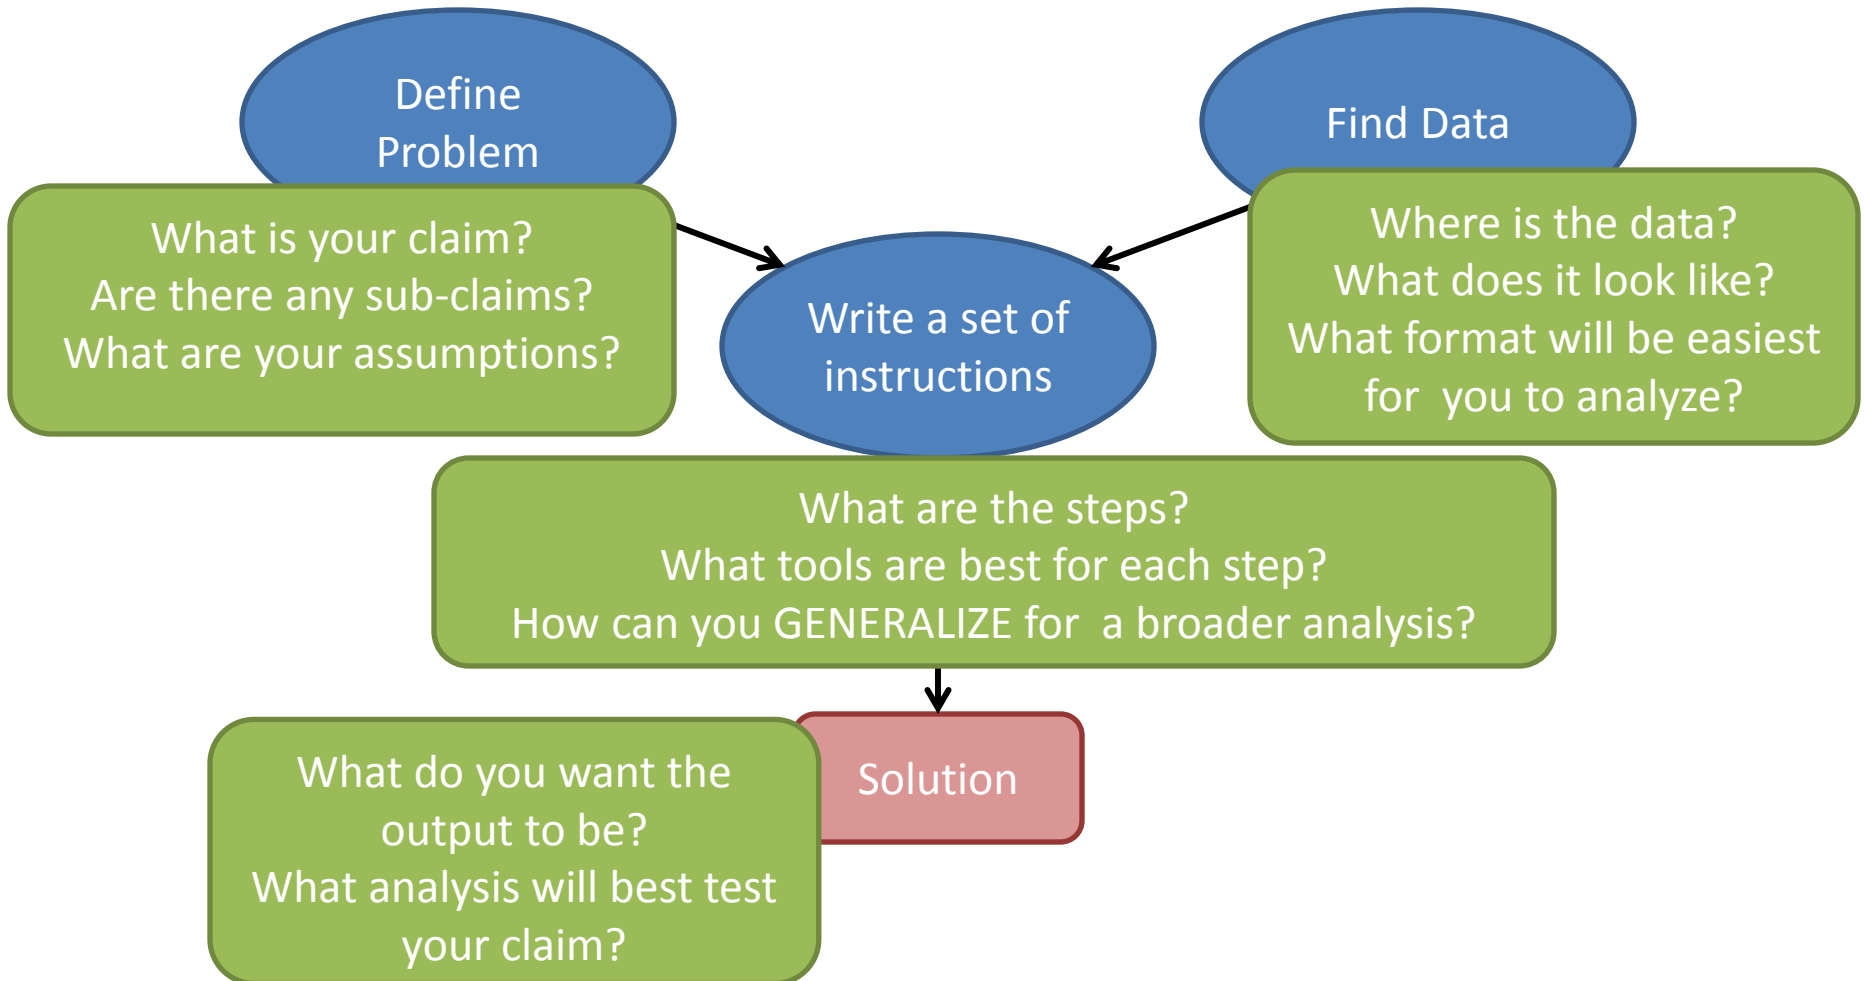 Define
Problem
What is your claim?
Are there any sub-claims?
What are your assumptions?
Find Data
Where is the data?
What does it look like?
What format will be easiest
for  you to analyze?
Write a set of
instructions
What are the steps?
What tools are best for each step?
How can you GENERALIZE for  a broader analysis?
Solution
What do you want the
output to be?
What analysis will best test
your claim?